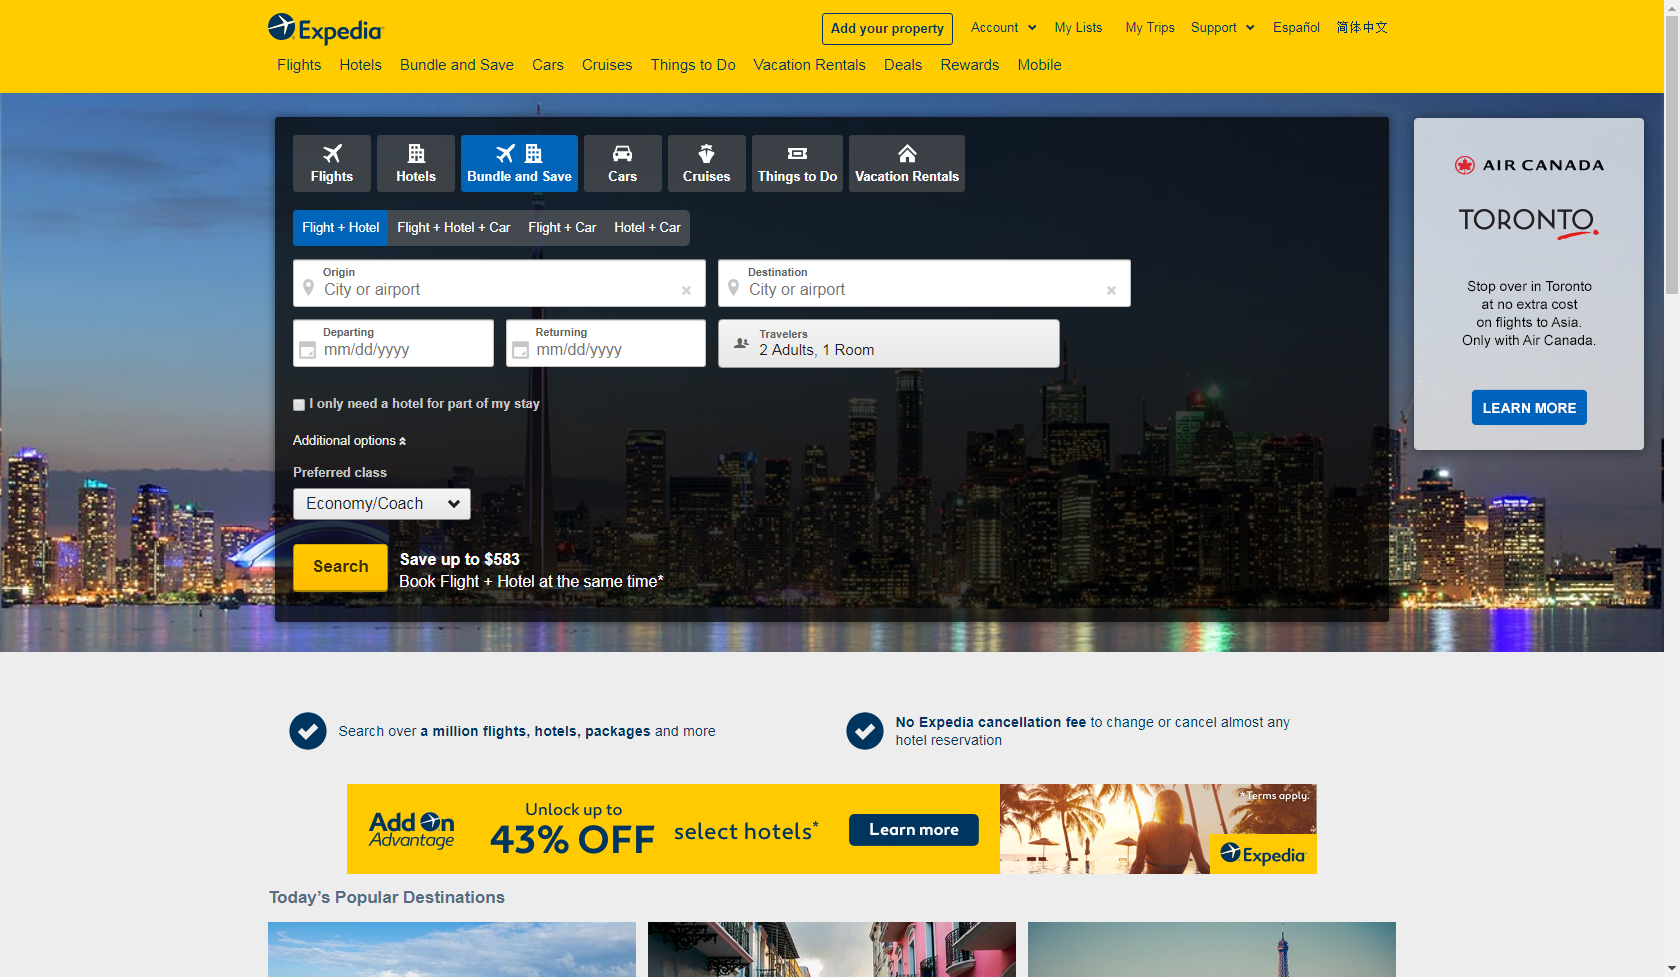 Expedia
Add your property
Account
My Lists
My Trips
Support
Español
简体中文
Flights
Hotels
Bundle and Save
Cars
Cruises
Things to Do
Vacation Rentals
Deals
Rewards
Mobile
Flights
Hotels
Bundle and Save
Cars
Cruises
Things to Do
Vacation Rentals
Flight + Hotel
Flight + Hotel + Car
Flight + Car
Hotel + Car
Origin
City or airport
Destination
City or airport
Departing
mm/dd/yyyy
Returning
mm/dd/yyyy
Travelers
2 Adults, 1 Room
I only need a hotel for part of my stay
Additional options
Preferred class
Economy/Coach
Search
Save up to $583
Book Flight + Hotel at the same time*
AIR CANADA
TORONTO
Stop over in Toronto
at no extra cost
on flights to Asia.
Only with Air Canada.
LEARN MORE
Search over a million flights, hotels, packages and more
No Expedia cancellation fee to change or cancel almost any
hotel reservation
Add On
Advantage
Unlock up to
43% OFF
select hotels*
Learn more
*Terms apply.
Expedia
Today's Popular Destinations